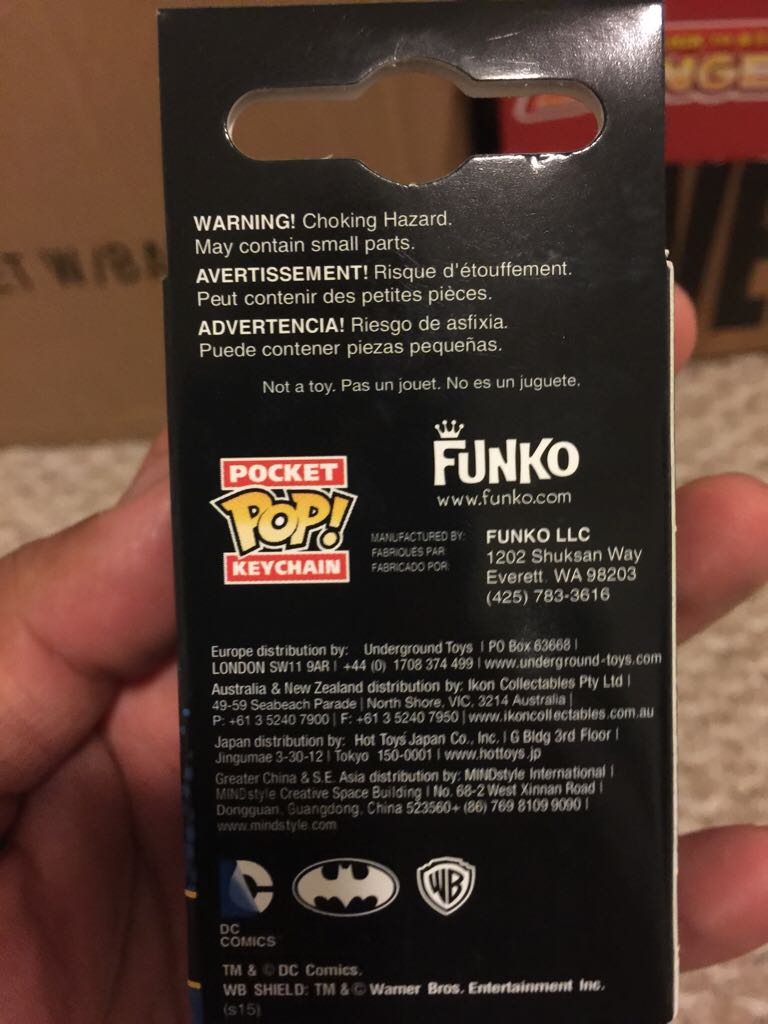 NGE
ET W/BA
WARNING! Choking Hazard.
May contain small parts.
AVERTISSEMENT! Risque d'étouffement.
Peut contenir des petites pièces.
ADVERTENCIA! Riesgo de asfixia.
Puede contener piezas pequeñas.
Not a toy. Pas un jouet. No es un juguete.
POCKET
POP!
KEYCHAIN
FUNKO
www.funko.com
MANUFACTURED BY:
FABRIQUÉS PAR
FABRICADO POR
FUNKO LLC
1202 Shuksan Way
Everett WA 98203
(425) 783-3616
Europe distribution by: Underground Toys | PO Box 63668 |
LONDON SW11 9AR | +44 (0) 1708 374 499 | www.underground-toys.com
Australia & New Zealand distribution by: Ikon Collectables Pty Ltd |
49-59 Seabeach Parade | North Shore, VIC, 3214 Australia |
P: +61 3 5240 7900 | F: +61 3 5240 7950 | www.ikoncollectables.com.au
Japan distribution by: Hot Toys Japan Co., Inc. | G Bldg 3rd Floor |
Jingumae 3-30-12 | Tokyo 150-0001 | www.hottoys.jp
Greater China & S.E. Asia distribution by: MINDstyle International |
MINDstyle Creative Space Building | No. 68-2 West Xinnan Road |
Dongguan, Guangdong, China 523560+ (86) 769 8109 9090 |
www.mindstyle.com
DC
WB
DC
COMICS
TM & © DC Comics.
WB SHIELD: TM & © Warner Bros. Entertainment Inc.
(s15)